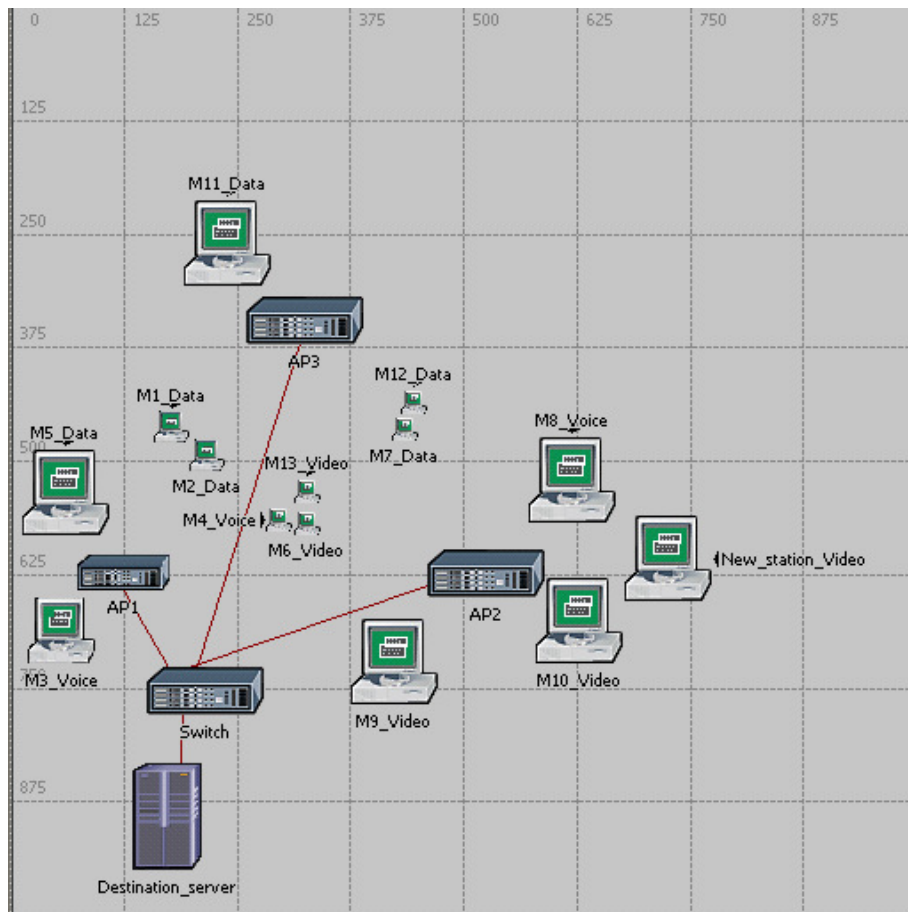 0 125 250 375 500 625 750 875
125
M11_Data
250
375
AP3
M12_Data
M1_Data
M8_Voice
M5_Data
500
M7_Data
M13_Video
M2_Data
M4_Voice
M6_Video
625
New_station_Video
AP1
AP2
M3_Voice
750
M10_Video
M9_Video
Switch
875
Destination_server